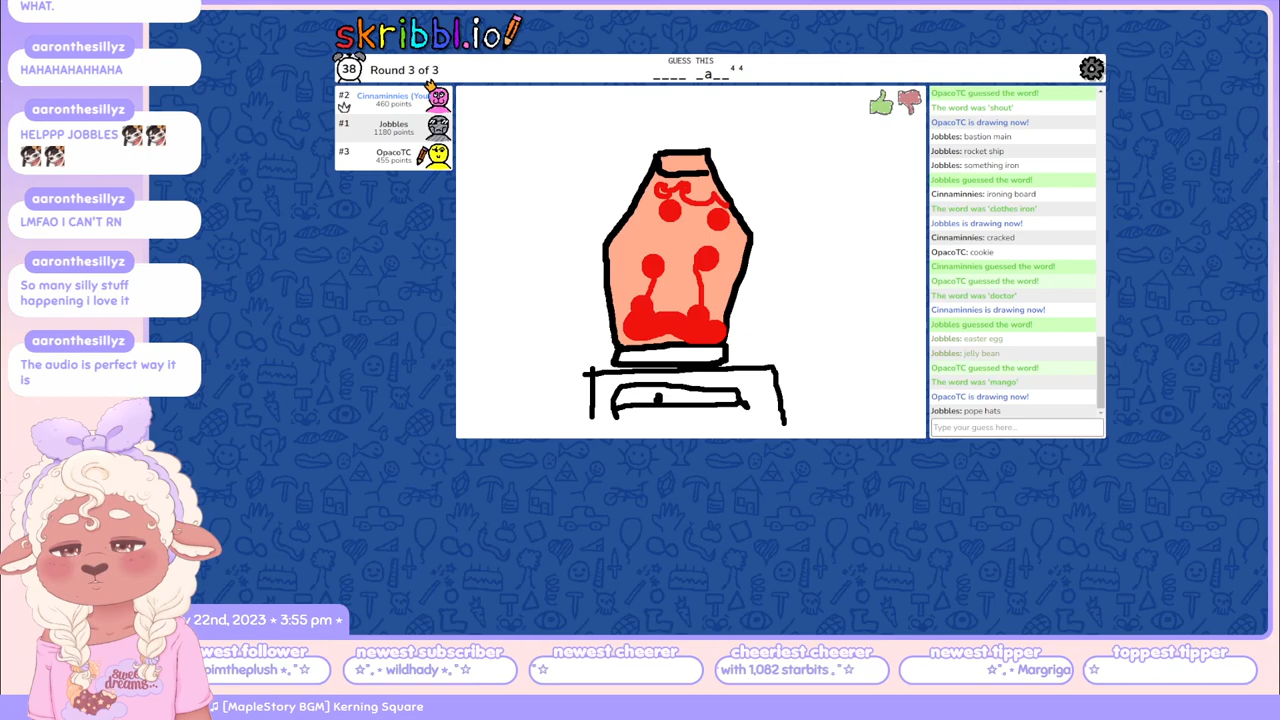 WHAT.
aaronthesillyz
HAHAHAHAHHAHA
aaronthesillyz
HELPPP JOBBLES
aaronthesillyz
LMFAO I CAN'T RN
aaronthesillyz
So many silly stuff
happening i love it
aaronthesillyz
The audio is perfect way it
is
skribbl.io
38
Round 3 of 3
GUESS THIS
____ _a__ 4 4
#2
Cinnaminnies (You
460 points
#1
Jobbles
1180 points
#3
OpacoTC
455 points
OpacoTC guessed the word!
The word was 'shout'
OpacoTC is drawing now!
Jobbles: bastion main
Jobbles: rocket ship
Jobbles: something iron
Jobbles guessed the word!
Cinnaminnies: ironing board
The word was 'clothes iron'
Jobbles is drawing now!
Cinnaminnies: cracked
OpacoTC: cookie
Cinnaminnies guessed the word!
OpacoTC guessed the word!
The word was 'doctor'
Cinnaminnies is drawing now!
Jobbles guessed the word!
Jobbles: easter egg
Jobbles: jelly bean
OpacoTC guessed the word!
The word was 'mango'
OpacoTC is drawing now!
Jobbles: pope hats
Type your guess here...
sweet
dreams...
22nd, 2023 ⋆ 3:55 pm ⋆
west follower
oimtheplush ⋆｡˚☆
newest subscriber
☆˚｡⋆ wildhady ⋆｡˚☆
newest cheerer
˚☆
cheeriest cheerer
with 1,082 starbits ｡˚☆
newest tipper
☆˚｡⋆ Margriga
toppest tipper
☆
♫ [MapleStory BGM] Kerning Square